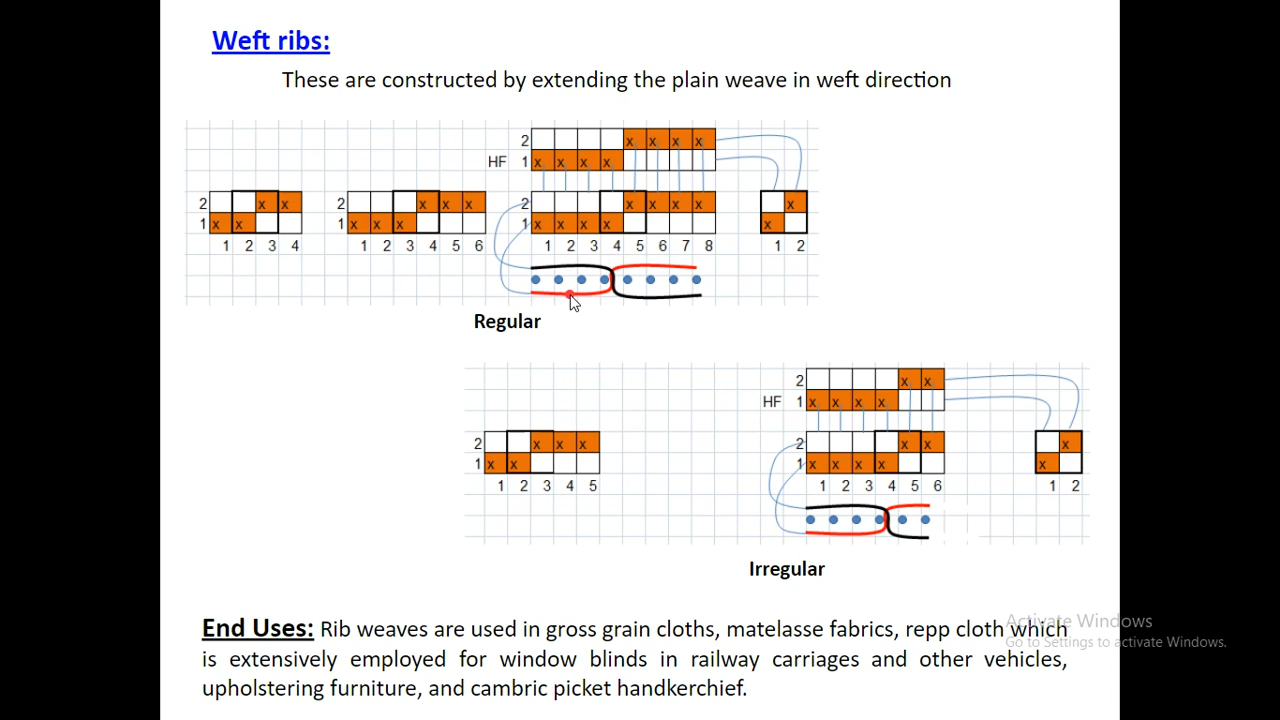 Weft ribs:
These are constructed by extending the plain weave in weft direction
2 x x x x
HF 1 x x x x
2 x x 2 x x x 2 x x x x x
1 x x 1 x x x 1 x x x x x
1 2 3 4 1 2 3 4 5 6 1 2 3 4 5 6 7 8 1 2
Regular
2 x x
HF 1 x x x x
2 x x x 2 x x x
1 x x 1 x x x x x
1 2 3 4 5 1 2 3 4 5 6 1 2
Irregular
End Uses: Rib weaves are used in gross grain cloths, matelasse fabrics, repp cloth which
is extensively employed for window blinds in railway carriages and other vehicles,
upholstering furniture, and cambric picket handkerchief.
Activate Windows
Go to Settings to activate Windows.